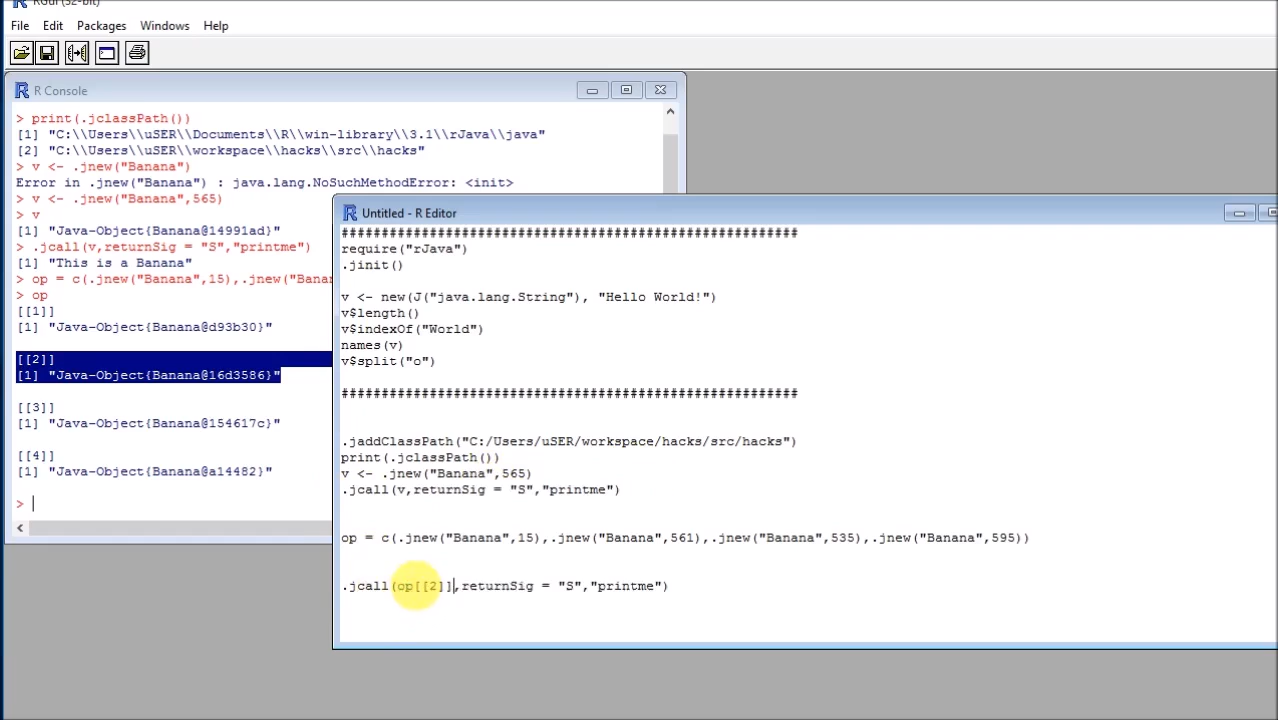 RGui (32-bit)
File Edit Packages Windows Help
R Console
> print(.jclassPath())
[1] "C:\\Users\\uSER\\Documents\\R\\win-library\\3.1\\rJava\\java"
[2] "C:\\Users\\uSER\\workspace\\hacks\\src\\hacks"
> v <- .jnew("Banana")
Error in .jnew("Banana") : java.lang.NoSuchMethodError: <init>
> v <- .jnew("Banana",565)
> v
[1] "Java-Object{Banana@14991ad}"
> .jcall(v,returnSig = "S","printme")
[1] "This is a Banana"
> op = c(.jnew("Banana",15),.jnew("Bana
> op
[[1]]
[1] "Java-Object{Banana@d93b30}"
[[2]]
[1] "Java-Object{Banana@16d3586}"
[[3]]
[1] "Java-Object{Banana@154617c}"
[[4]]
[1] "Java-Object{Banana@a14482}"
>
Untitled - R Editor
#########################################################
require("rJava")
.jinit()
v <- new(J("java.lang.String"), "Hello World!")
v$length()
v$indexOf("World")
names(v)
v$split("o")
#########################################################
.jaddClassPath("C:/Users/uSER/workspace/hacks/src/hacks")
print(.jclassPath())
v <- .jnew("Banana",565)
.jcall(v,returnSig = "S","printme")
op = c(.jnew("Banana",15),.jnew("Banana",561),.jnew("Banana",535),.jnew("Banana",595))
.jcall(op[[2]],returnSig = "S","printme")